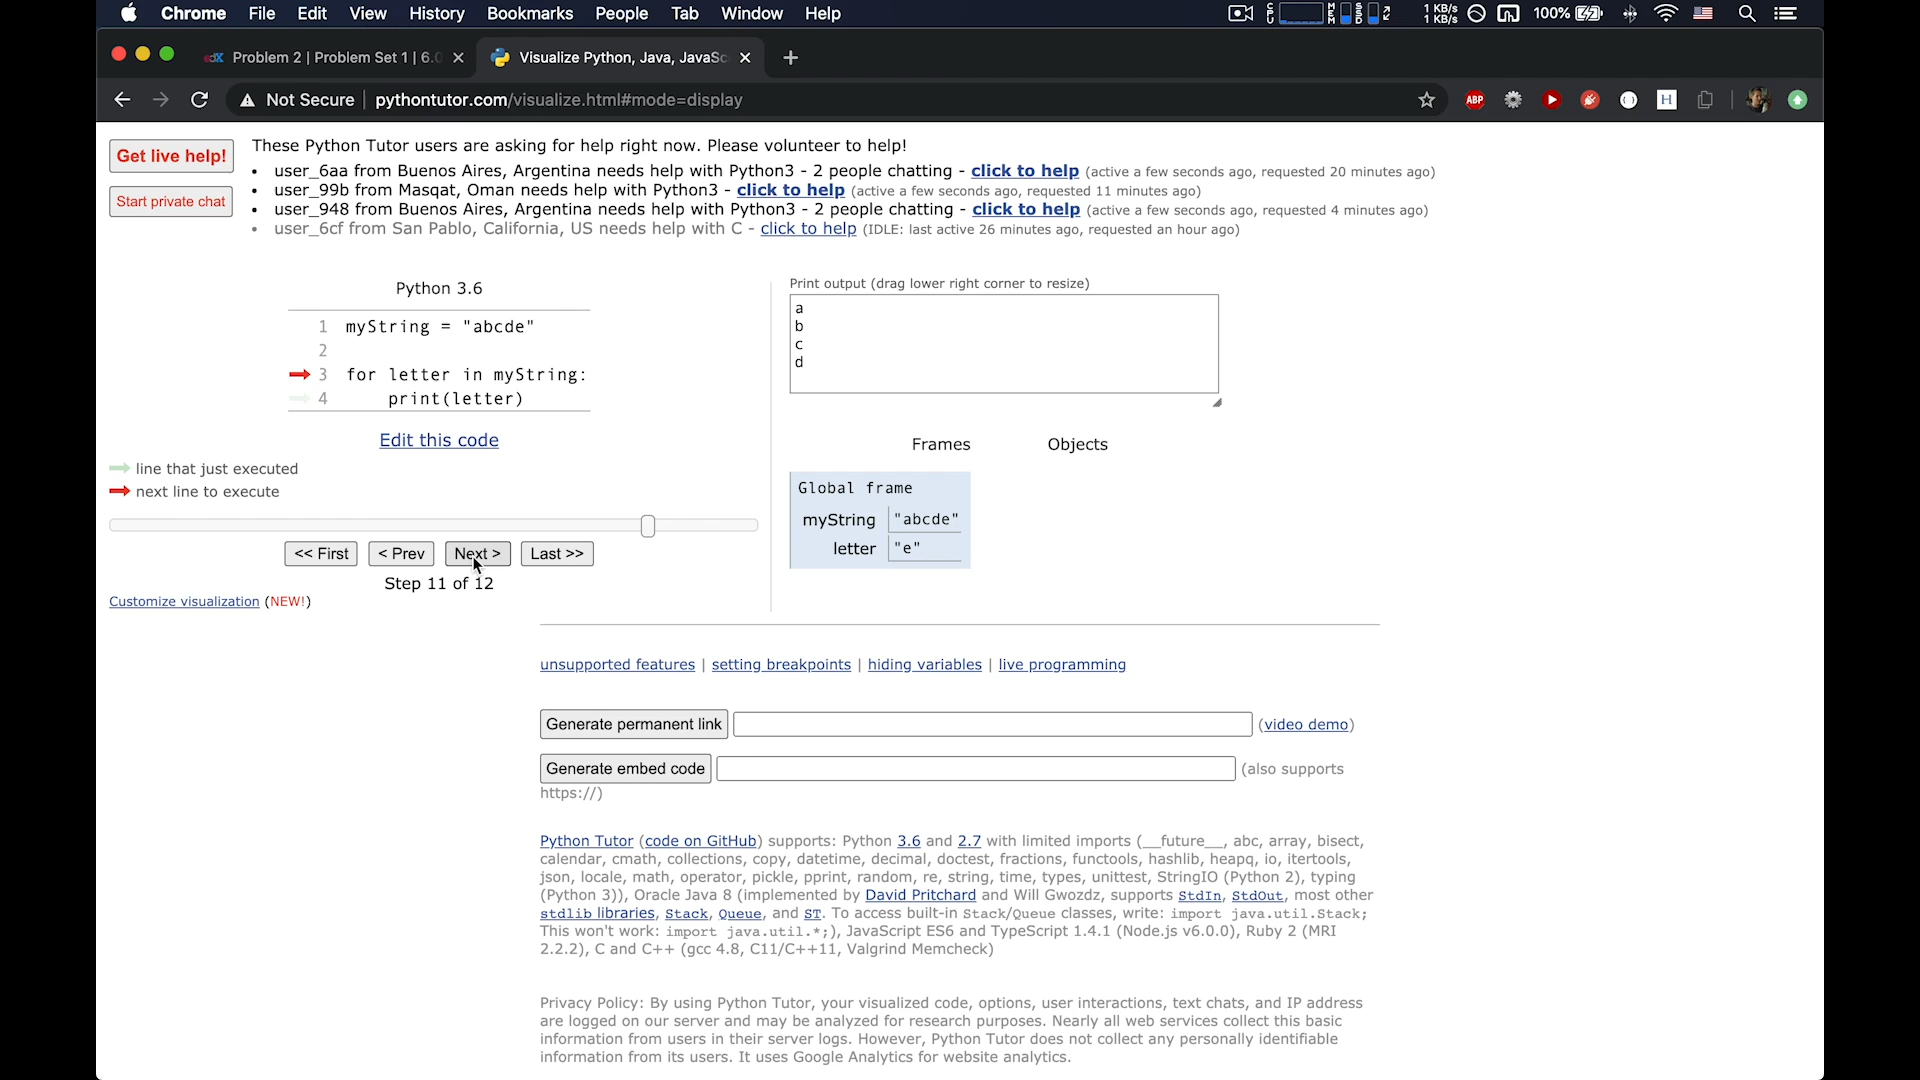 Chrome File Edit View History Bookmarks People Tab Window Help
CPU MEM SSD 1 KB/s 1 KB/s 100%
edX Problem 2 | Problem Set 1 | 6.0 Visualize Python, Java, JavaSc
Not Secure pythontutor.com/visualize.html#mode=display ABP H
Get live help!
Start private chat
These Python Tutor users are asking for help right now. Please volunteer to help!
• user_6aa from Buenos Aires, Argentina needs help with Python3 - 2 people chatting - click to help (active a few seconds ago, requested 20 minutes ago)
• user_99b from Masqat, Oman needs help with Python3 - click to help (active a few seconds ago, requested 11 minutes ago)
• user_948 from Buenos Aires, Argentina needs help with Python3 - 2 people chatting - click to help (active a few seconds ago, requested 4 minutes ago)
• user_6cf from San Pablo, California, US needs help with C - click to help (IDLE: last active 26 minutes ago, requested an hour ago)
Python 3.6
1 myString = "abcde"
2
3 for letter in myString:
4 print(letter)
Edit this code
line that just executed
next line to execute
<< First < Prev Next > Last >>
Step 11 of 12
Customize visualization (NEW!)
Print output (drag lower right corner to resize)
a
b
c
d
Frames Objects
Global frame
myString "abcde"
letter "e"
unsupported features | setting breakpoints | hiding variables | live programming
Generate permanent link (video demo)
Generate embed code (also supports
https://)
Python Tutor (code on GitHub) supports: Python 3.6 and 2.7 with limited imports (__future__, abc, array, bisect,
calendar, cmath, collections, copy, datetime, decimal, doctest, fractions, functools, hashlib, heapq, io, itertools,
json, locale, math, operator, pickle, pprint, random, re, string, time, types, unittest, StringIO (Python 2), typing
(Python 3)), Oracle Java 8 (implemented by David Pritchard and Will Gwozdz, supports StdIn, StdOut, most other
stdlib libraries, Stack, Queue, and ST. To access built-in Stack/Queue classes, write: import java.util.Stack;
This won't work: import java.util.*;), JavaScript ES6 and TypeScript 1.4.1 (Node.js v6.0.0), Ruby 2 (MRI
2.2.2), C and C++ (gcc 4.8, C11/C++11, Valgrind Memcheck)
Privacy Policy: By using Python Tutor, your visualized code, options, user interactions, text chats, and IP address
are logged on our server and may be analyzed for research purposes. Nearly all web services collect this basic
information from users in their server logs. However, Python Tutor does not collect any personally identifiable
information from its users. It uses Google Analytics for website analytics.